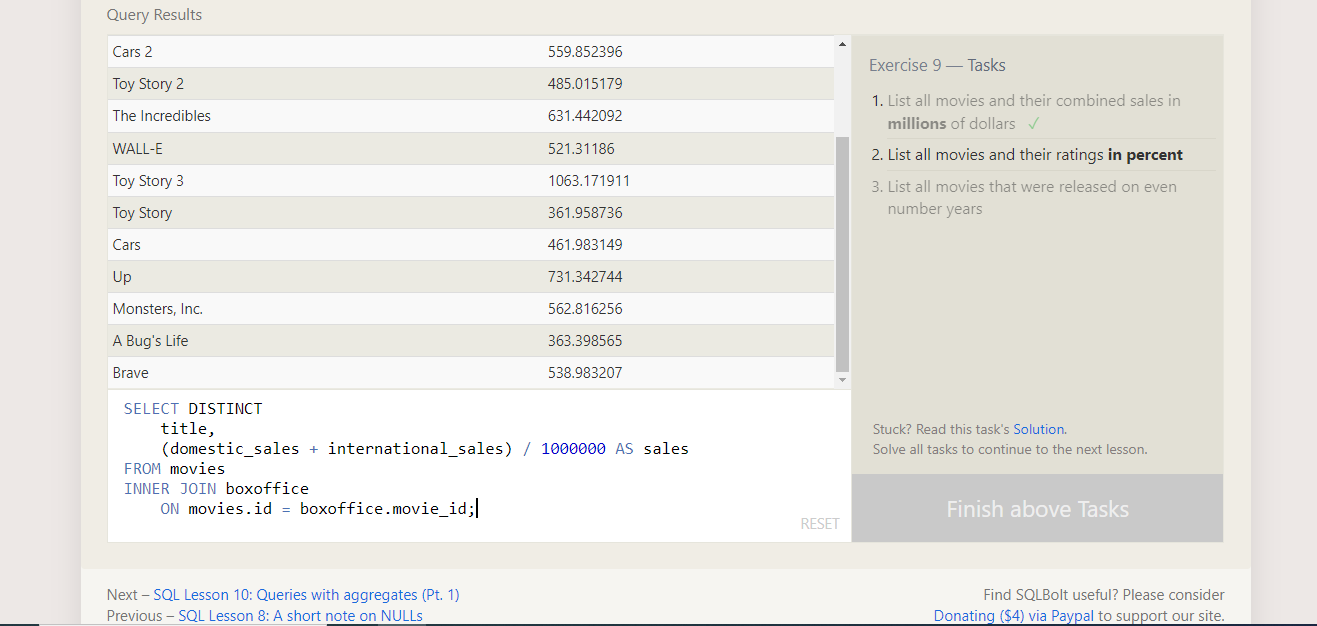 Query Results
Cars 2 559.852396
Toy Story 2 485.015179
The Incredibles 631.442092
WALL-E 521.31186
Toy Story 3 1063.171911
Toy Story 361.958736
Cars 461.983149
Up 731.342744
Monsters, Inc. 562.816256
A Bug's Life 363.398565
Brave 538.983207
SELECT DISTINCT
    title,
    (domestic_sales + international_sales) / 1000000 AS sales
FROM movies
INNER JOIN boxoffice
    ON movies.id = boxoffice.movie_id;
RESET
Exercise 9 — Tasks
1. List all movies and their combined sales in
millions of dollars ✓
2. List all movies and their ratings in percent
3. List all movies that were released on even
number years
Stuck? Read this task's Solution.
Solve all tasks to continue to the next lesson.
Finish above Tasks
Next – SQL Lesson 10: Queries with aggregates (Pt. 1)
Previous – SQL Lesson 8: A short note on NULLs
Find SQLBolt useful? Please consider
Donating ($4) via Paypal to support our site.